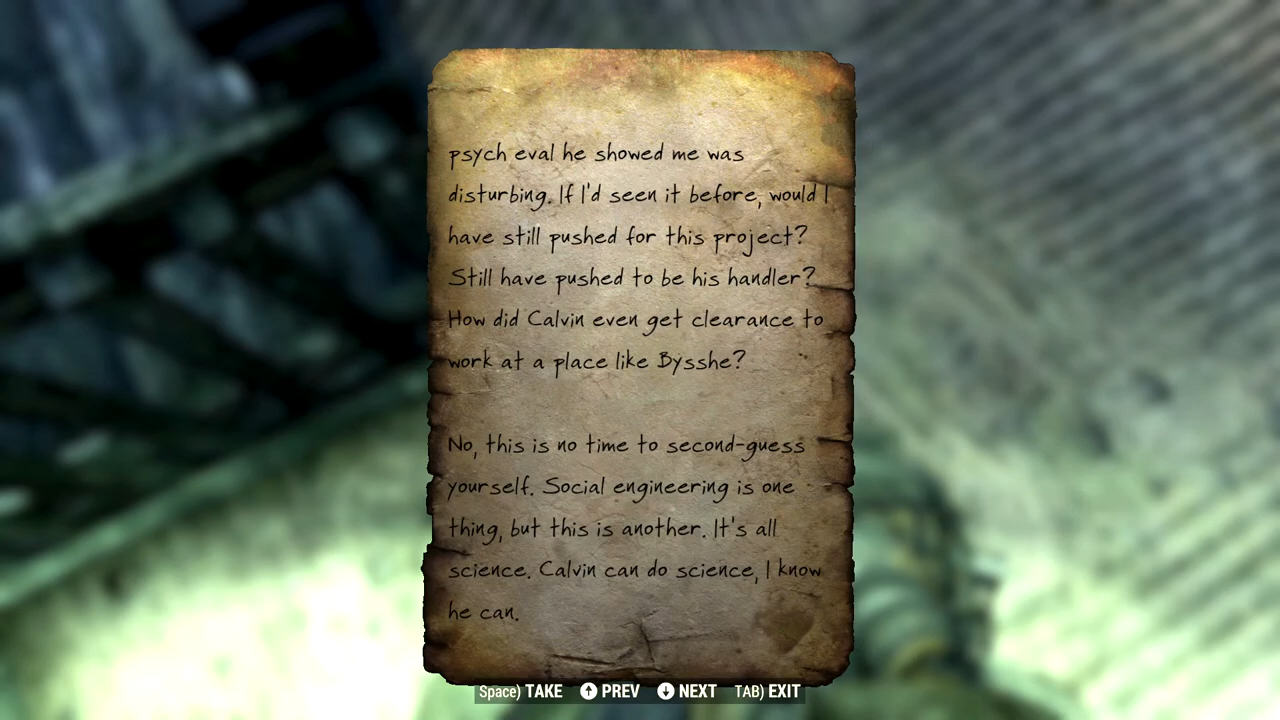 psych eval he showed me was
disturbing. If I'd seen it before, would I
have still pushed for this project?
Still have pushed to be his handler?
How did Calvin even get clearance to
work at a place like Bysshe?
No, this is no time to second-guess
yourself. Social engineering is one
thing, but this is another. It's all
science. Calvin can do science, I know
he can.
Space) TAKE PREV NEXT TAB) EXIT